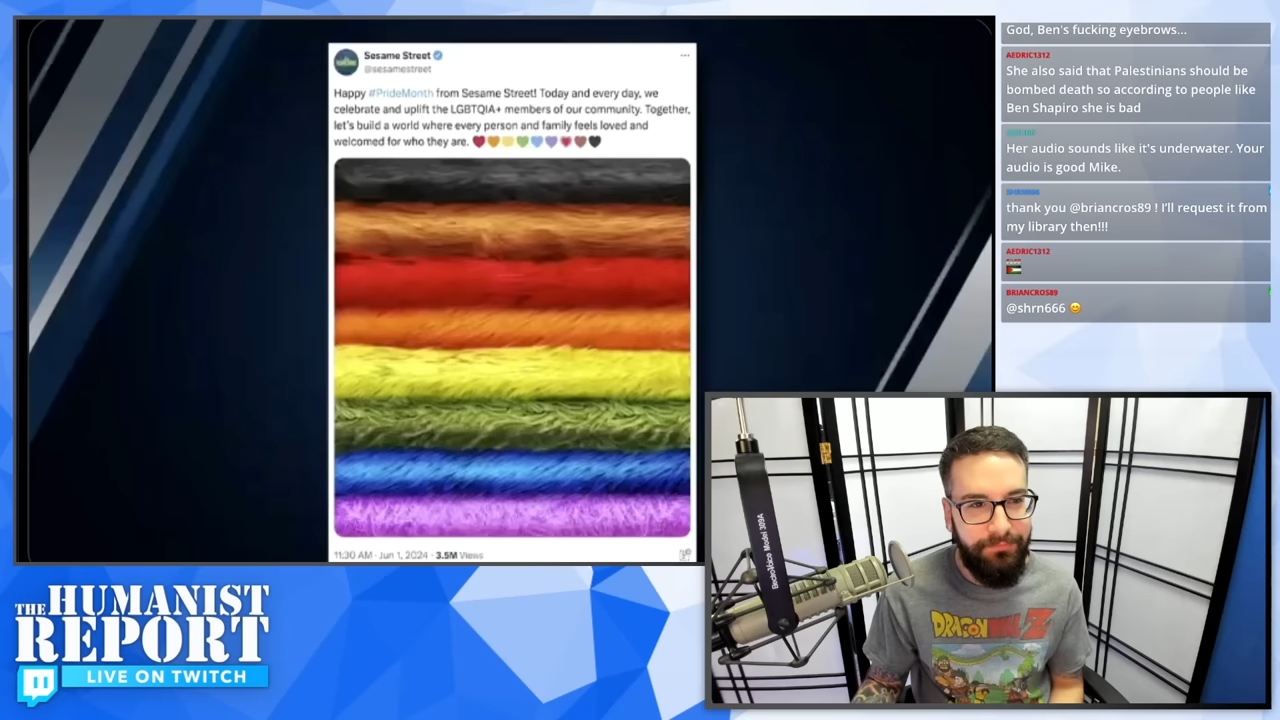 Sesame Street
@sesamestreet
Happy #PrideMonth from Sesame Street! Today and every day, we
celebrate and uplift the LGBTQIA+ members of our community. Together,
let's build a world where every person and family feels loved and
welcomed for who they are. ❤️🧡💛💚💙💜💗🤎🖤
11:30 AM · Jun 1, 2024 · 3.5M Views
God, Ben's fucking eyebrows...
AEDRIC1312
She also said that Palestinians should be
bombed death so according to people like
Ben Shapiro she is bad
Her audio sounds like it's underwater. Your
audio is good Mike.
thank you @briancros89 ! I'll request it from
my library then!!!
AEDRIC1312
BRIANCROS89
@shrn666 😊
THE HUMANIST
REPORT
LIVE ON TWITCH
ElectroVoice Model 309A
DRAGON BALL Z